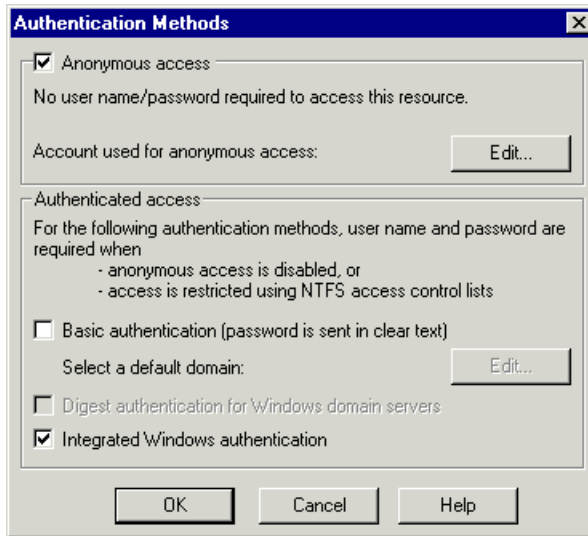 Authentication Methods
Anonymous access
No user name/password required to access this resource.
Account used for anonymous access:
Edit...
Authenticated access
For the following authentication methods, user name and password are
required when
- anonymous access is disabled, or
- access is restricted using NTFS access control lists
Basic authentication (password is sent in clear text)
Select a default domain:
Edit...
Digest authentication for Windows domain servers
Integrated Windows authentication
OK
Cancel
Help